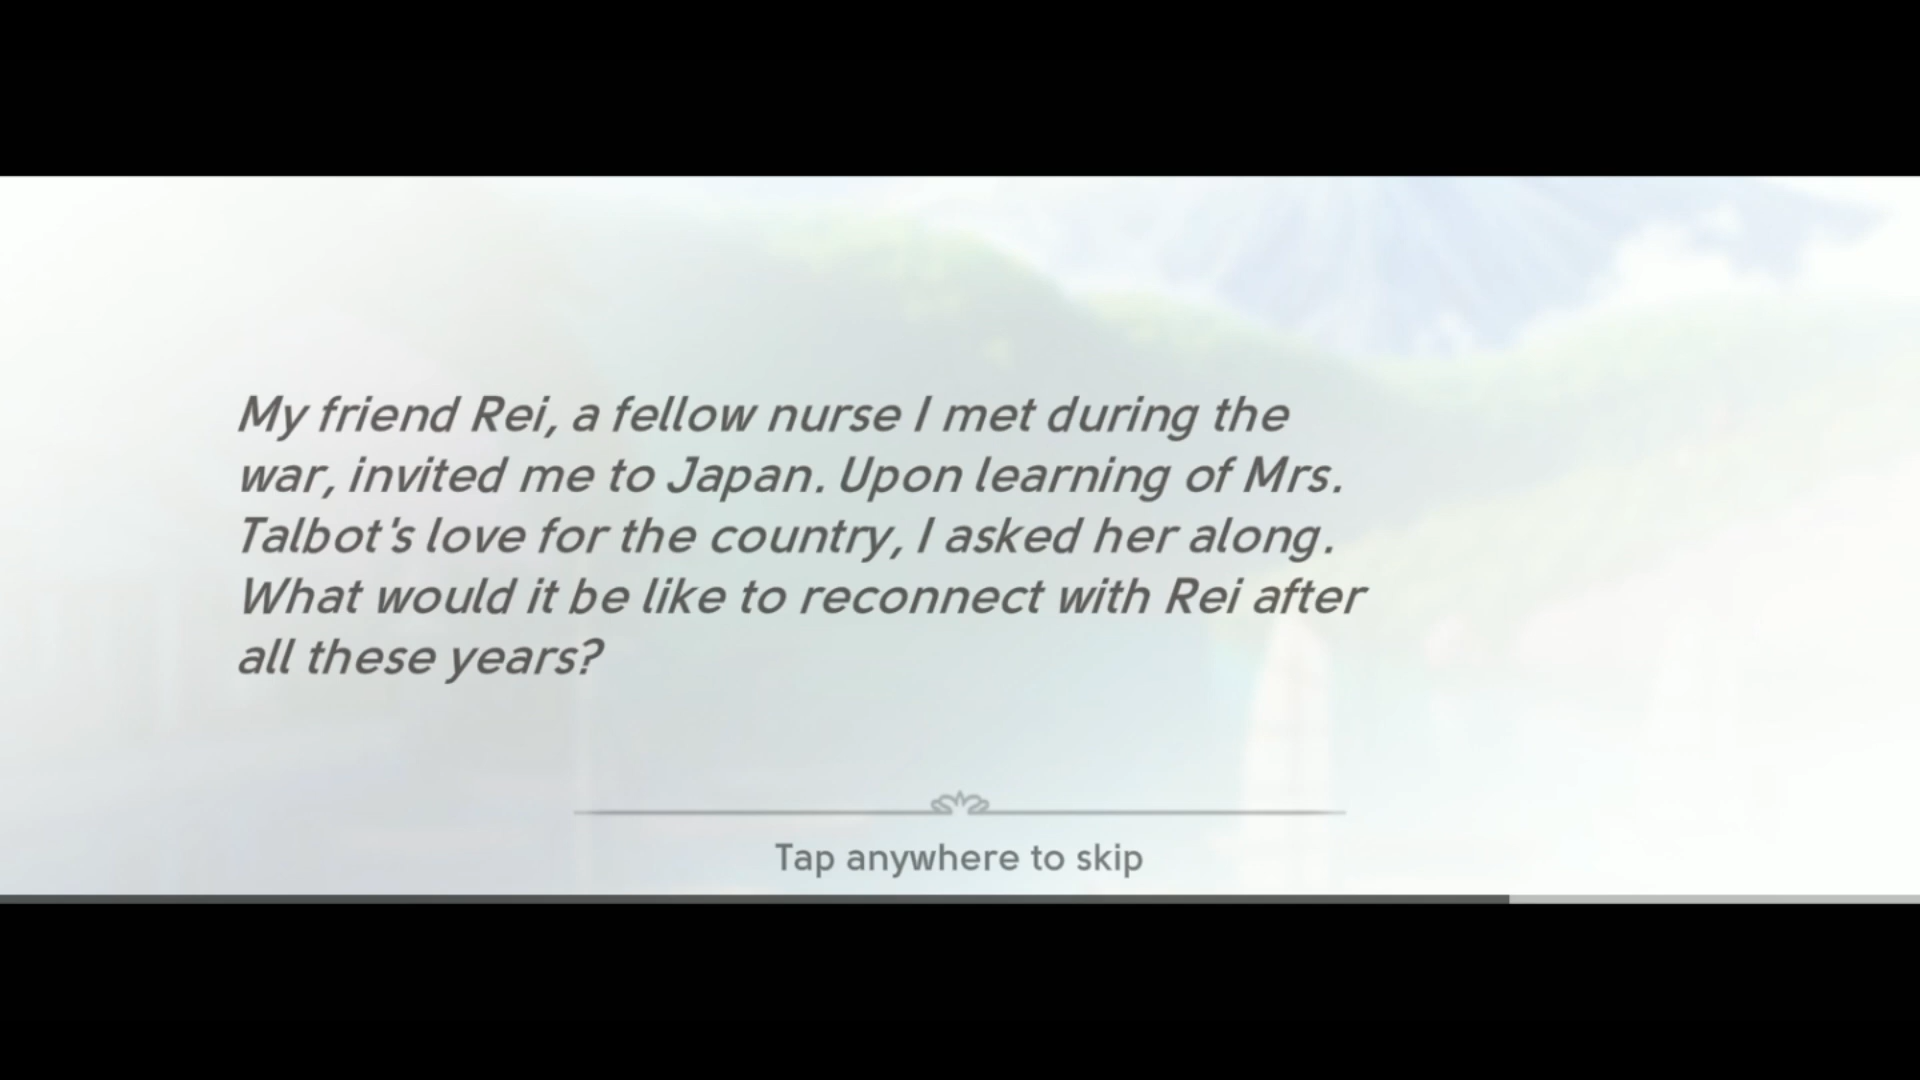 My friend Rei, a fellow nurse I met during the
war, invited me to Japan. Upon learning of Mrs.
Talbot's love for the country, I asked her along.
What would it be like to reconnect with Rei after
all these years?
Tap anywhere to skip